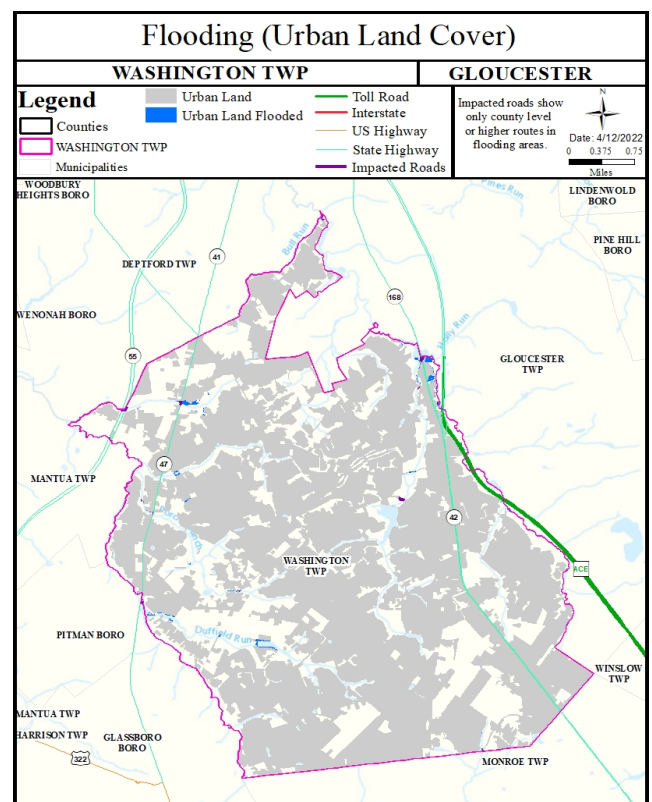 Flooding (Urban Land Cover)
WASHINGTON TWP
GLOUCESTER
Legend
Counties
WASHINGTON TWP
Municipalities
Urban Land
Urban Land Flooded
Toll Road
Interstate
US Highway
State Highway
Impacted Roads
Impacted roads show
only county level
or higher routes in
flooding areas.
N
Date: 4/12/2022
0 0.375 0.75
Miles
WOODBURY
HEIGHTS BORO
Pines Run
LINDENWOLD
BORO
Bull Run
PINE HILL
BORO
41
DEPTFORD TWP
168
WENONAH BORO
55
GLOUCESTER
TWP
47
MANTUA TWP
42
WASHINGTON
TWP
ACE
PITMAN BORO
Duffield Run
WINSLOW
TWP
MANTUA TWP
HARRISON TWP
GLASSBORO
BORO
322
MONROE TWP